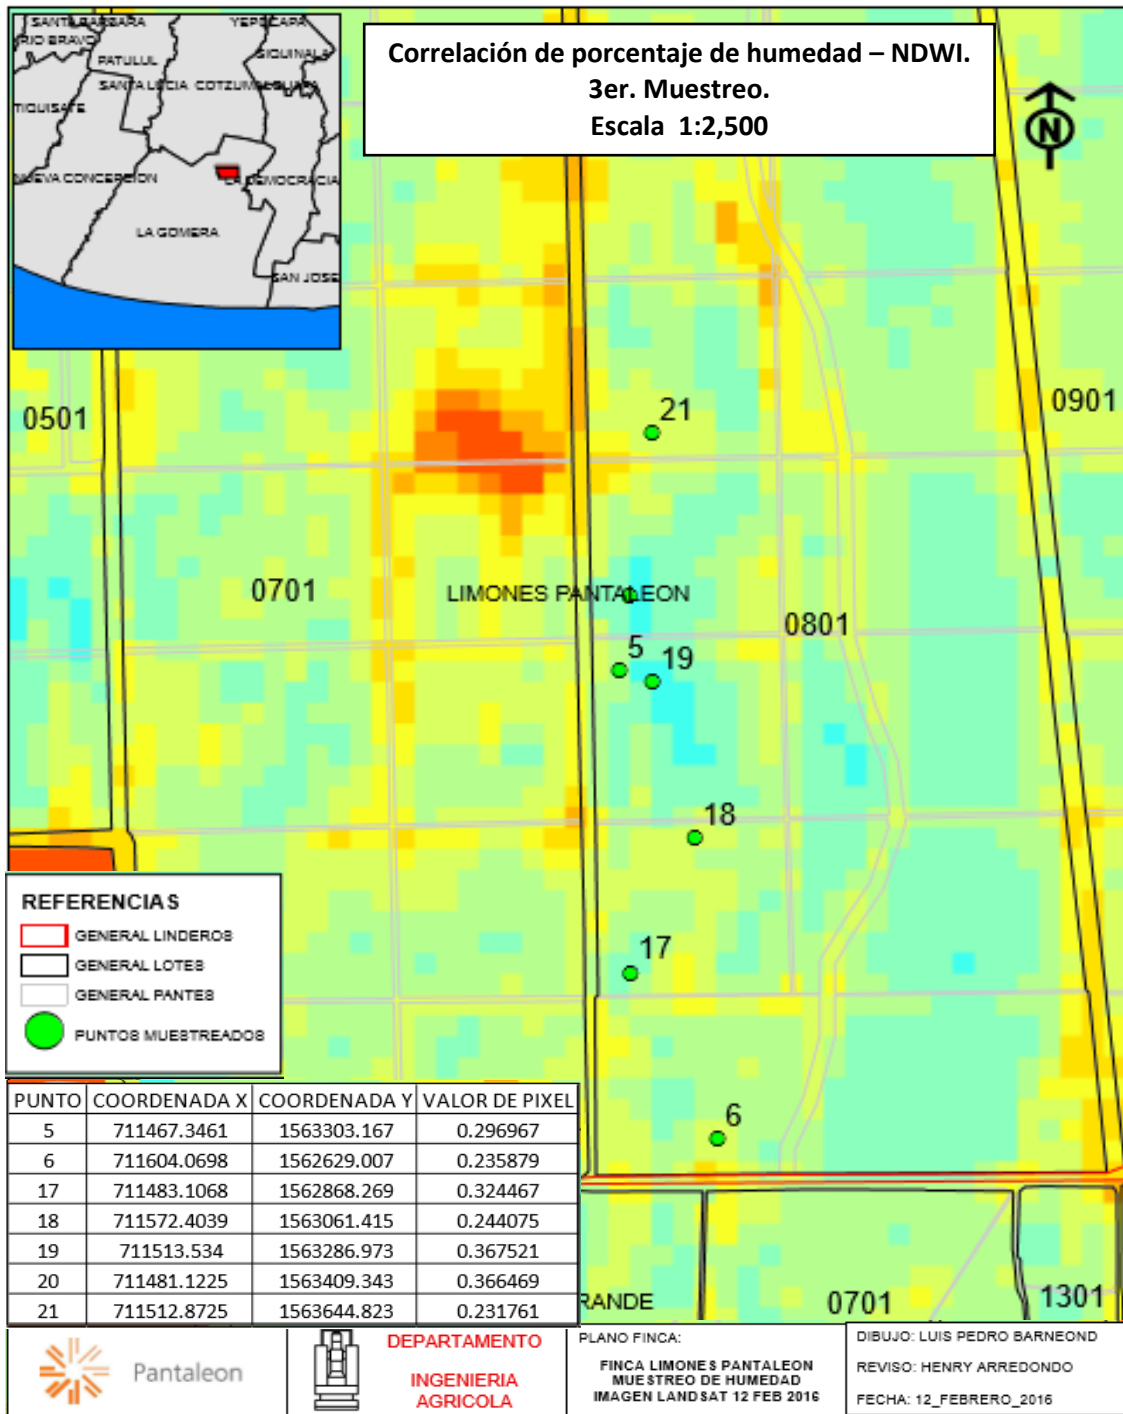 Correlación de porcentaje de humedad – NDWI.
3er. Muestreo.
Escala 1:2,500
SANTA BARBARA
YEPOCAPA
RIO BRAVO
PATULUL
SIQUINALA
SANTA LUCIA COTZUMALGUAPA
TIQUISATE
NUEVA CONCEPCION
LA DEMOCRACIA
LA GOMERA
SAN JOSE
N
0501
21
0901
0701
LIMONES PANTALEON
0801
5
19
18
17
6
REFERENCIAS
GENERAL LINDEROS
GENERAL LOTES
GENERAL PANTES
PUNTOS MUESTREADOS
PUNTO COORDENADA X COORDENADA Y VALOR DE PIXEL
5 711467.3461 1563303.167 0.296967
6 711604.0698 1562629.007 0.235879
17 711483.1068 1562868.269 0.324467
18 711572.4039 1563061.415 0.244075
19 711513.534 1563286.973 0.367521
20 711481.1225 1563409.343 0.366469
21 711512.8725 1563644.823 0.231761
RANDE
0701
1301
Pantaleon
DEPARTAMENTO
INGENIERIA
AGRICOLA
PLANO FINCA:
FINCA LIMONES PANTALEON
MUESTREO DE HUMEDAD
IMAGEN LANDSAT 12 FEB 2016
DIBUJO: LUIS PEDRO BARNEOND
REVISO: HENRY ARREDONDO
FECHA: 12_FEBRERO_2016